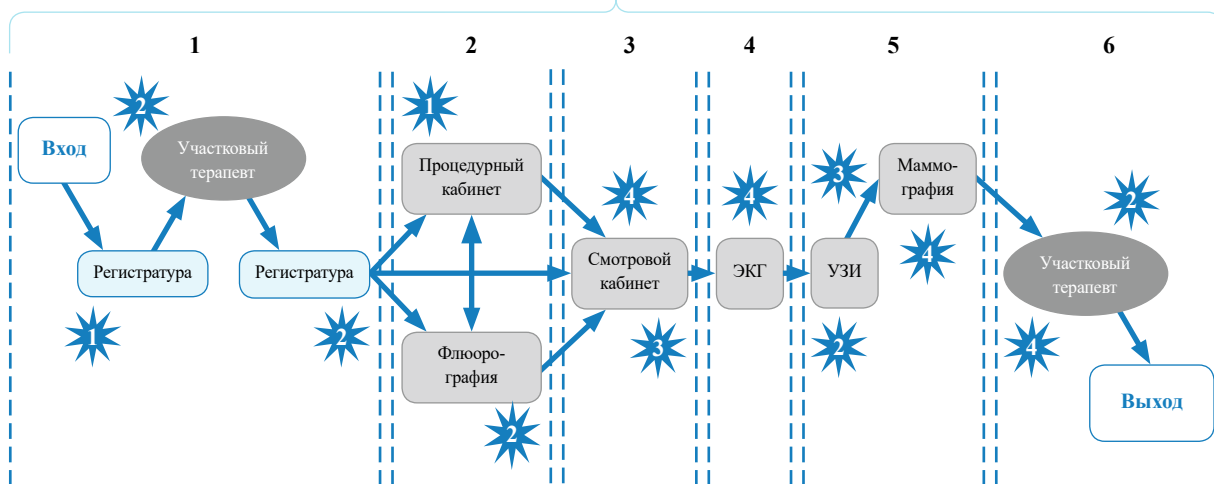 1
2
3
4
5
6
2
Вход
Участковый
терапевт
Регистратура
1
Регистратура
2
1
Процедурный
кабинет
Флюоро-
графия
2
4
Смотровой
кабинет
3
4
ЭКГ
3
УЗИ
2
Маммо-
графия
4
2
Участковый
терапевт
4
Выход